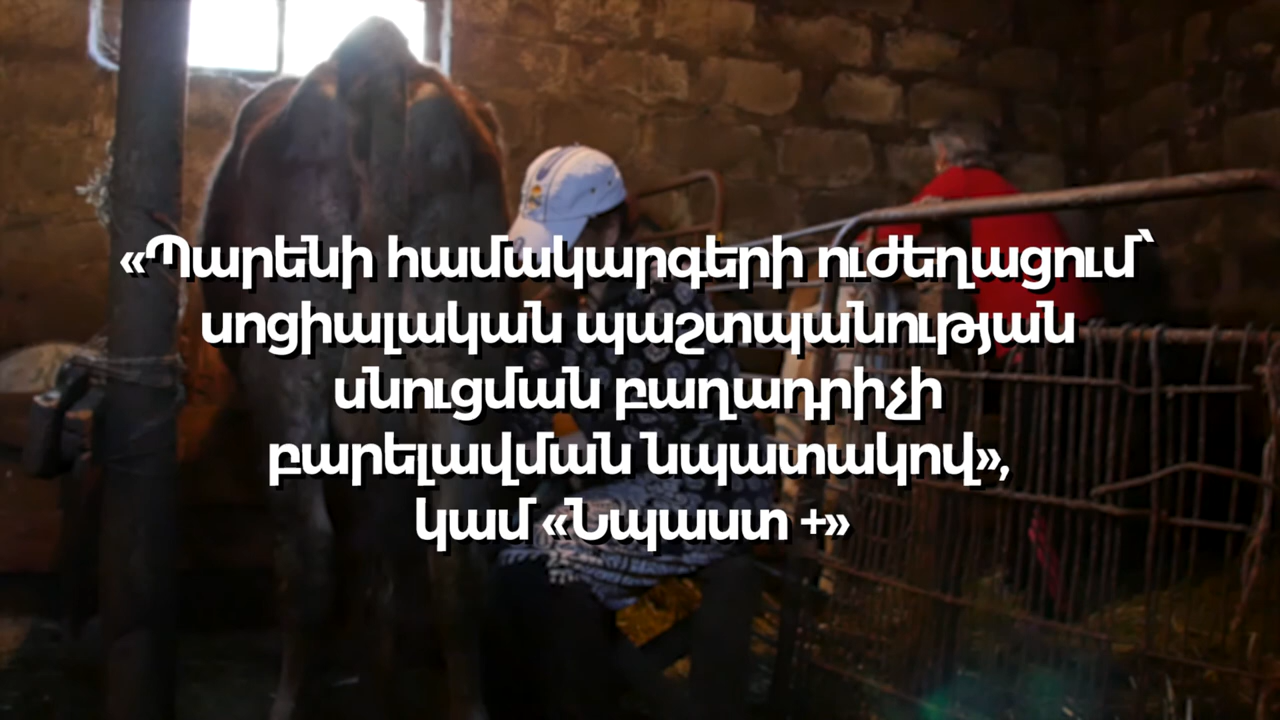 «Պարենի համակարգերի ուժեղացում՝
սոցիալական պաշտպանության
սնուցման բաղադրիչի
բարելավման նպատակով»,
կամ «Նպաստ +»